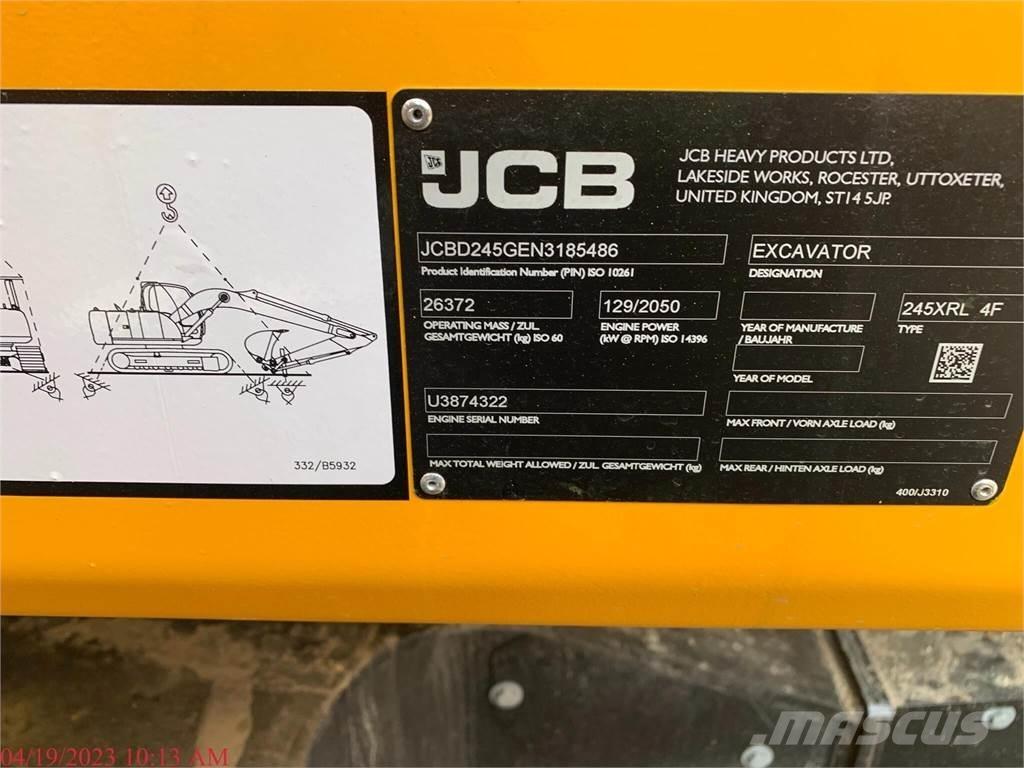 JCB
JCB HEAVY PRODUCTS LTD,
LAKESIDE WORKS, ROCESTER, UTTOXETER,
UNITED KINGDOM, ST14 5JP.
JCBD245GEN3185486
Product Identification Number (PIN) ISO 10261
EXCAVATOR
DESIGNATION
26372
OPERATING MASS / ZUL.
GESAMTGEWICHT (kg) ISO 60
129/2050
ENGINE POWER
(kW @ RPM) ISO 14396
YEAR OF MANUFACTURE
/ BAUJAHR
245XRL 4F
TYPE
YEAR OF MODEL
U3874322
ENGINE SERIAL NUMBER
MAX FRONT / VORN AXLE LOAD (kg)
MAX TOTAL WEIGHT ALLOWED / ZUL. GESAMTGEWICHT (kg)
MAX REAR / HINTEN AXLE LOAD (kg)
400/J3310
332/B5932
MASCUS
04/19/2023 10:13 AM